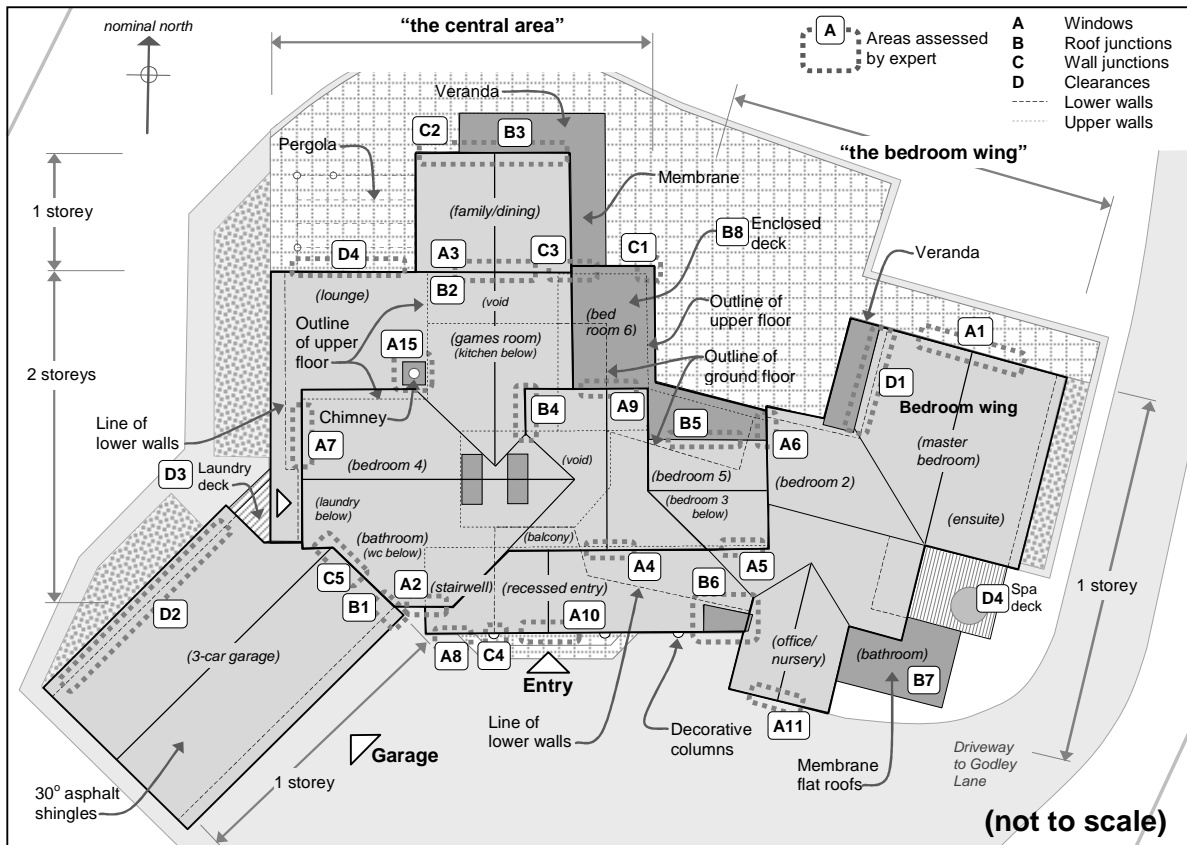 nominal north
“the central area”
A
Areas assessed
by expert
A Windows
B Roof junctions
C Wall junctions
D Clearances
Lower walls
Upper walls
Veranda
C2
B3
Pergola
“the bedroom wing”
1 storey
Membrane
(family/dining)
B8
Enclosed
deck
A3
C3
C1
D4
Veranda
(lounge)
B2
(void)
(bed
room 6)
Outline of
upper floor
Outline
of upper
floor
(games room)
(kitchen below)
A1
2 storeys
A15
Outline of
ground floor
D1
Chimney
B4
A9
Bedroom wing
Line of
lower walls
A7
B5
A6
(master
bedroom)
(bedroom 4)
(void)
(bedroom 5)
(bedroom 2)
D3
Laundry
deck
(bedroom 3
below)
(laundry
below)
(ensuite)
(bathroom)
(wc below)
(balcony)
C5
A2
(stairwell)
(recessed entry)
A4
A5
B6
D4
Spa
deck
1 storey
D2
B1
A10
(3-car garage)
A8
C4
(office/
nursery)
(bathroom)
B7
Entry
A11
Line of
lower walls
Decorative
columns
Garage
Driveway
to Godley
Lane
Membrane
flat roofs
1 storey
30° asphalt
shingles
(not to scale)